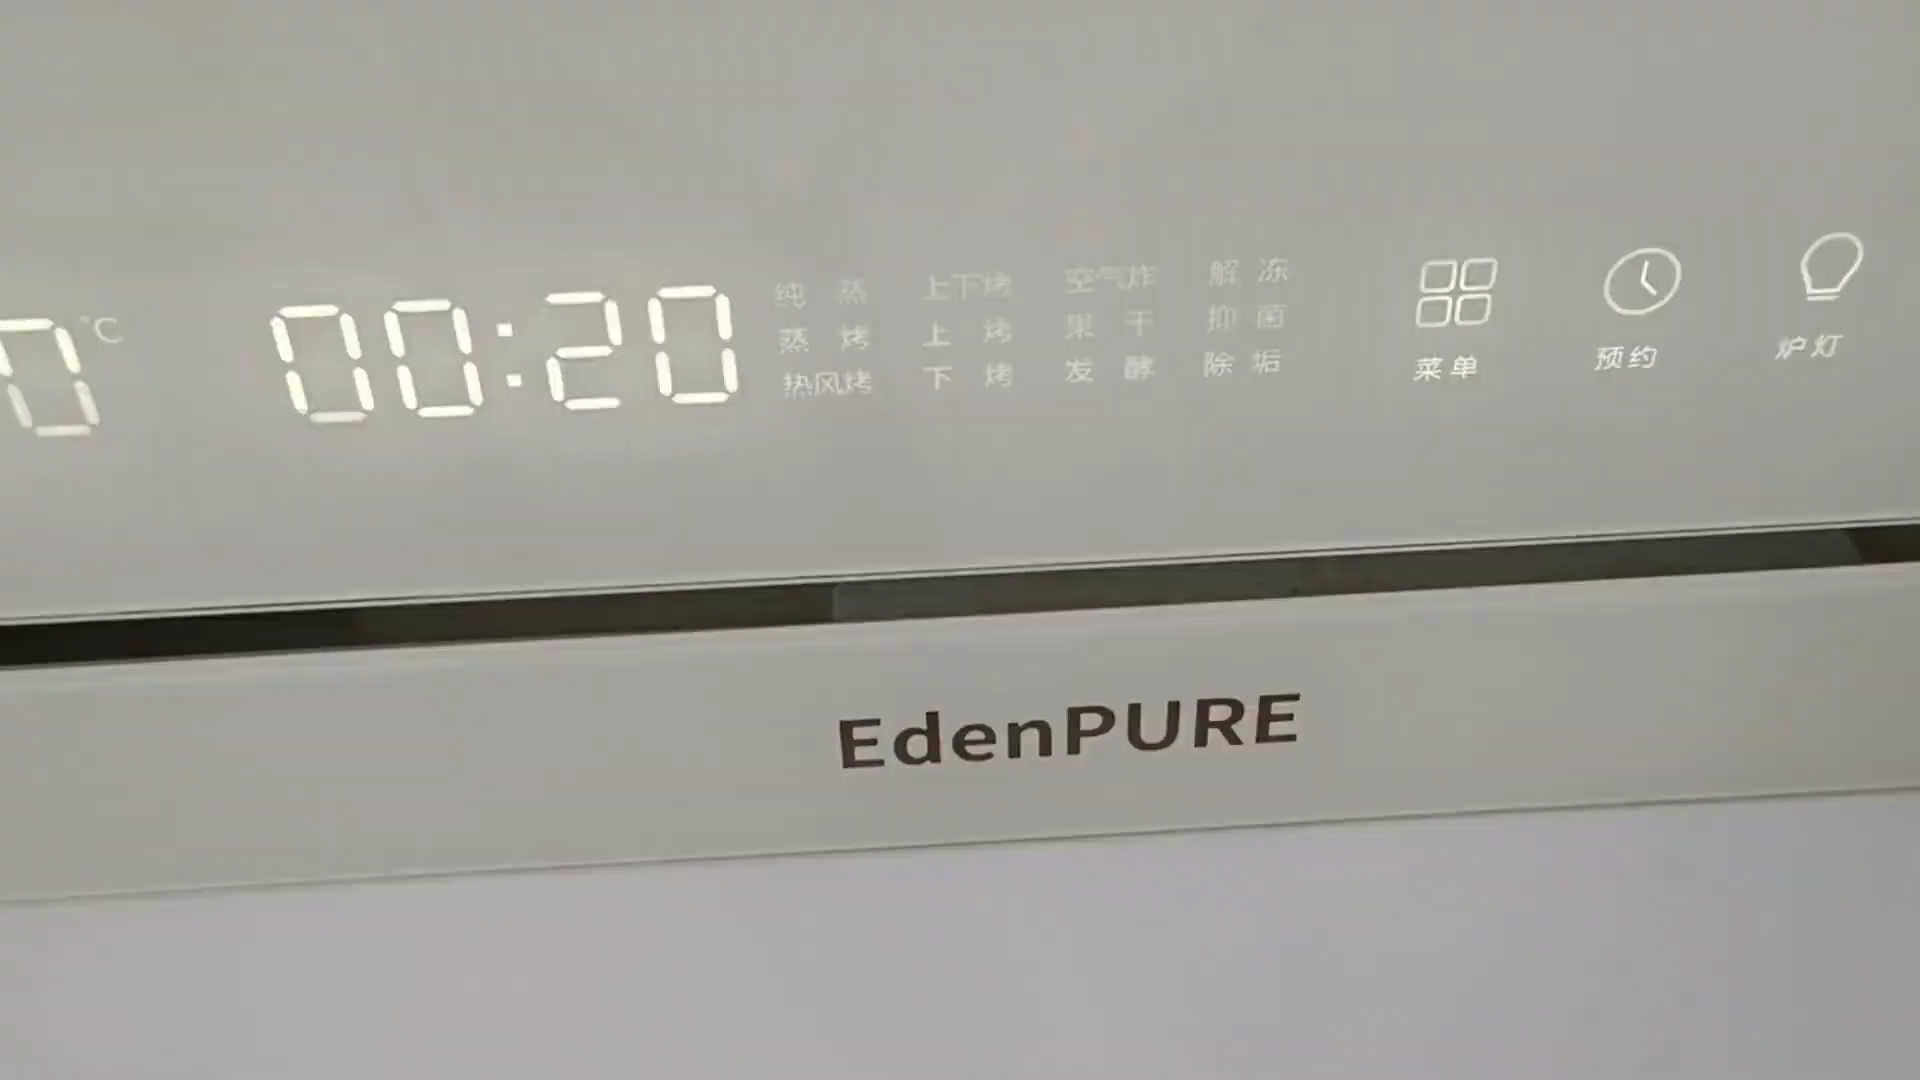 0°C 00:20
纯蒸 上下烤 空气炸 解冻
蒸烤 上烤 果干 抑菌
热风烤 下烤 发酵 除垢
菜单 预约 炉灯
EdenPURE